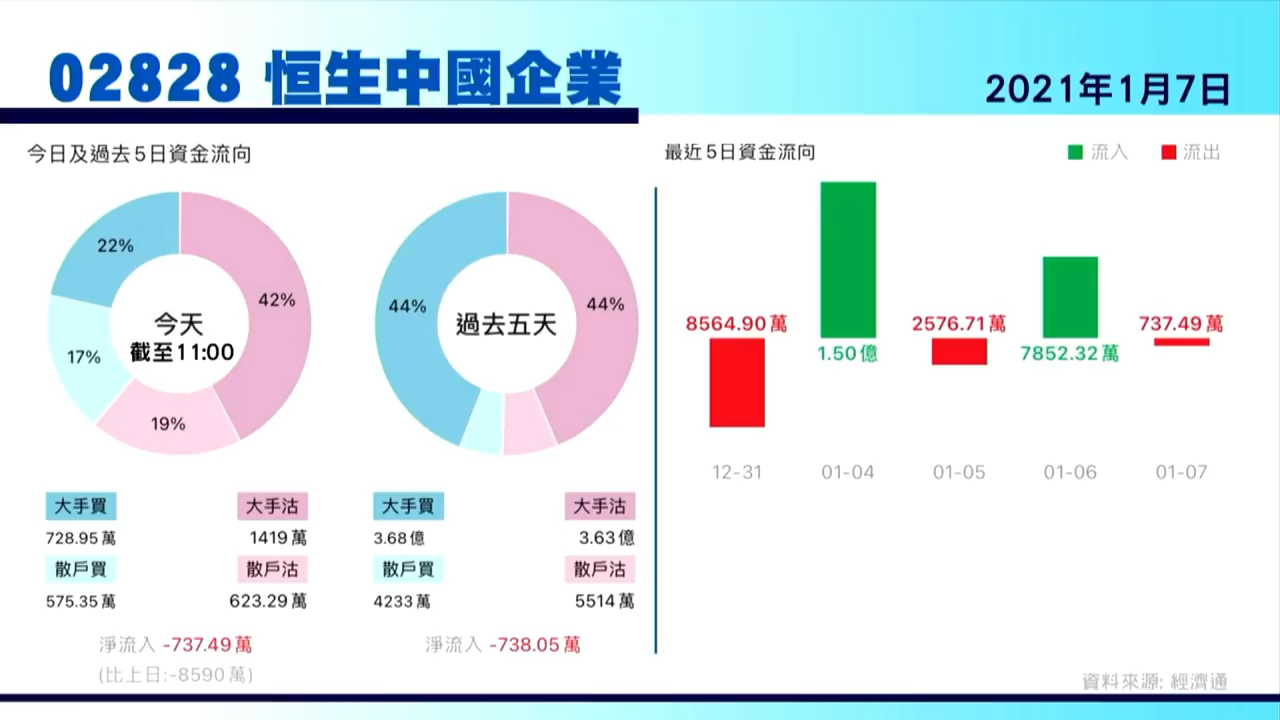 02828 恒生中國企業
2021年1月7日
今日及過去5日資金流向
22%
42%
17%
19%
今天
截至11:00
44%
44%
過去五天
大手買
大手沽
728.95萬
1419萬
散戶買
散戶沽
575.35萬
623.29萬
淨流入 -737.49萬
(比上日:-8590萬)
大手買
大手沽
3.68億
3.63億
散戶買
散戶沽
4233萬
5514萬
淨流入 -738.05萬
最近5日資金流向
流入
流出
8564.90萬
1.50億
2576.71萬
7852.32萬
737.49萬
12-31
01-04
01-05
01-06
01-07
資料來源: 經濟通